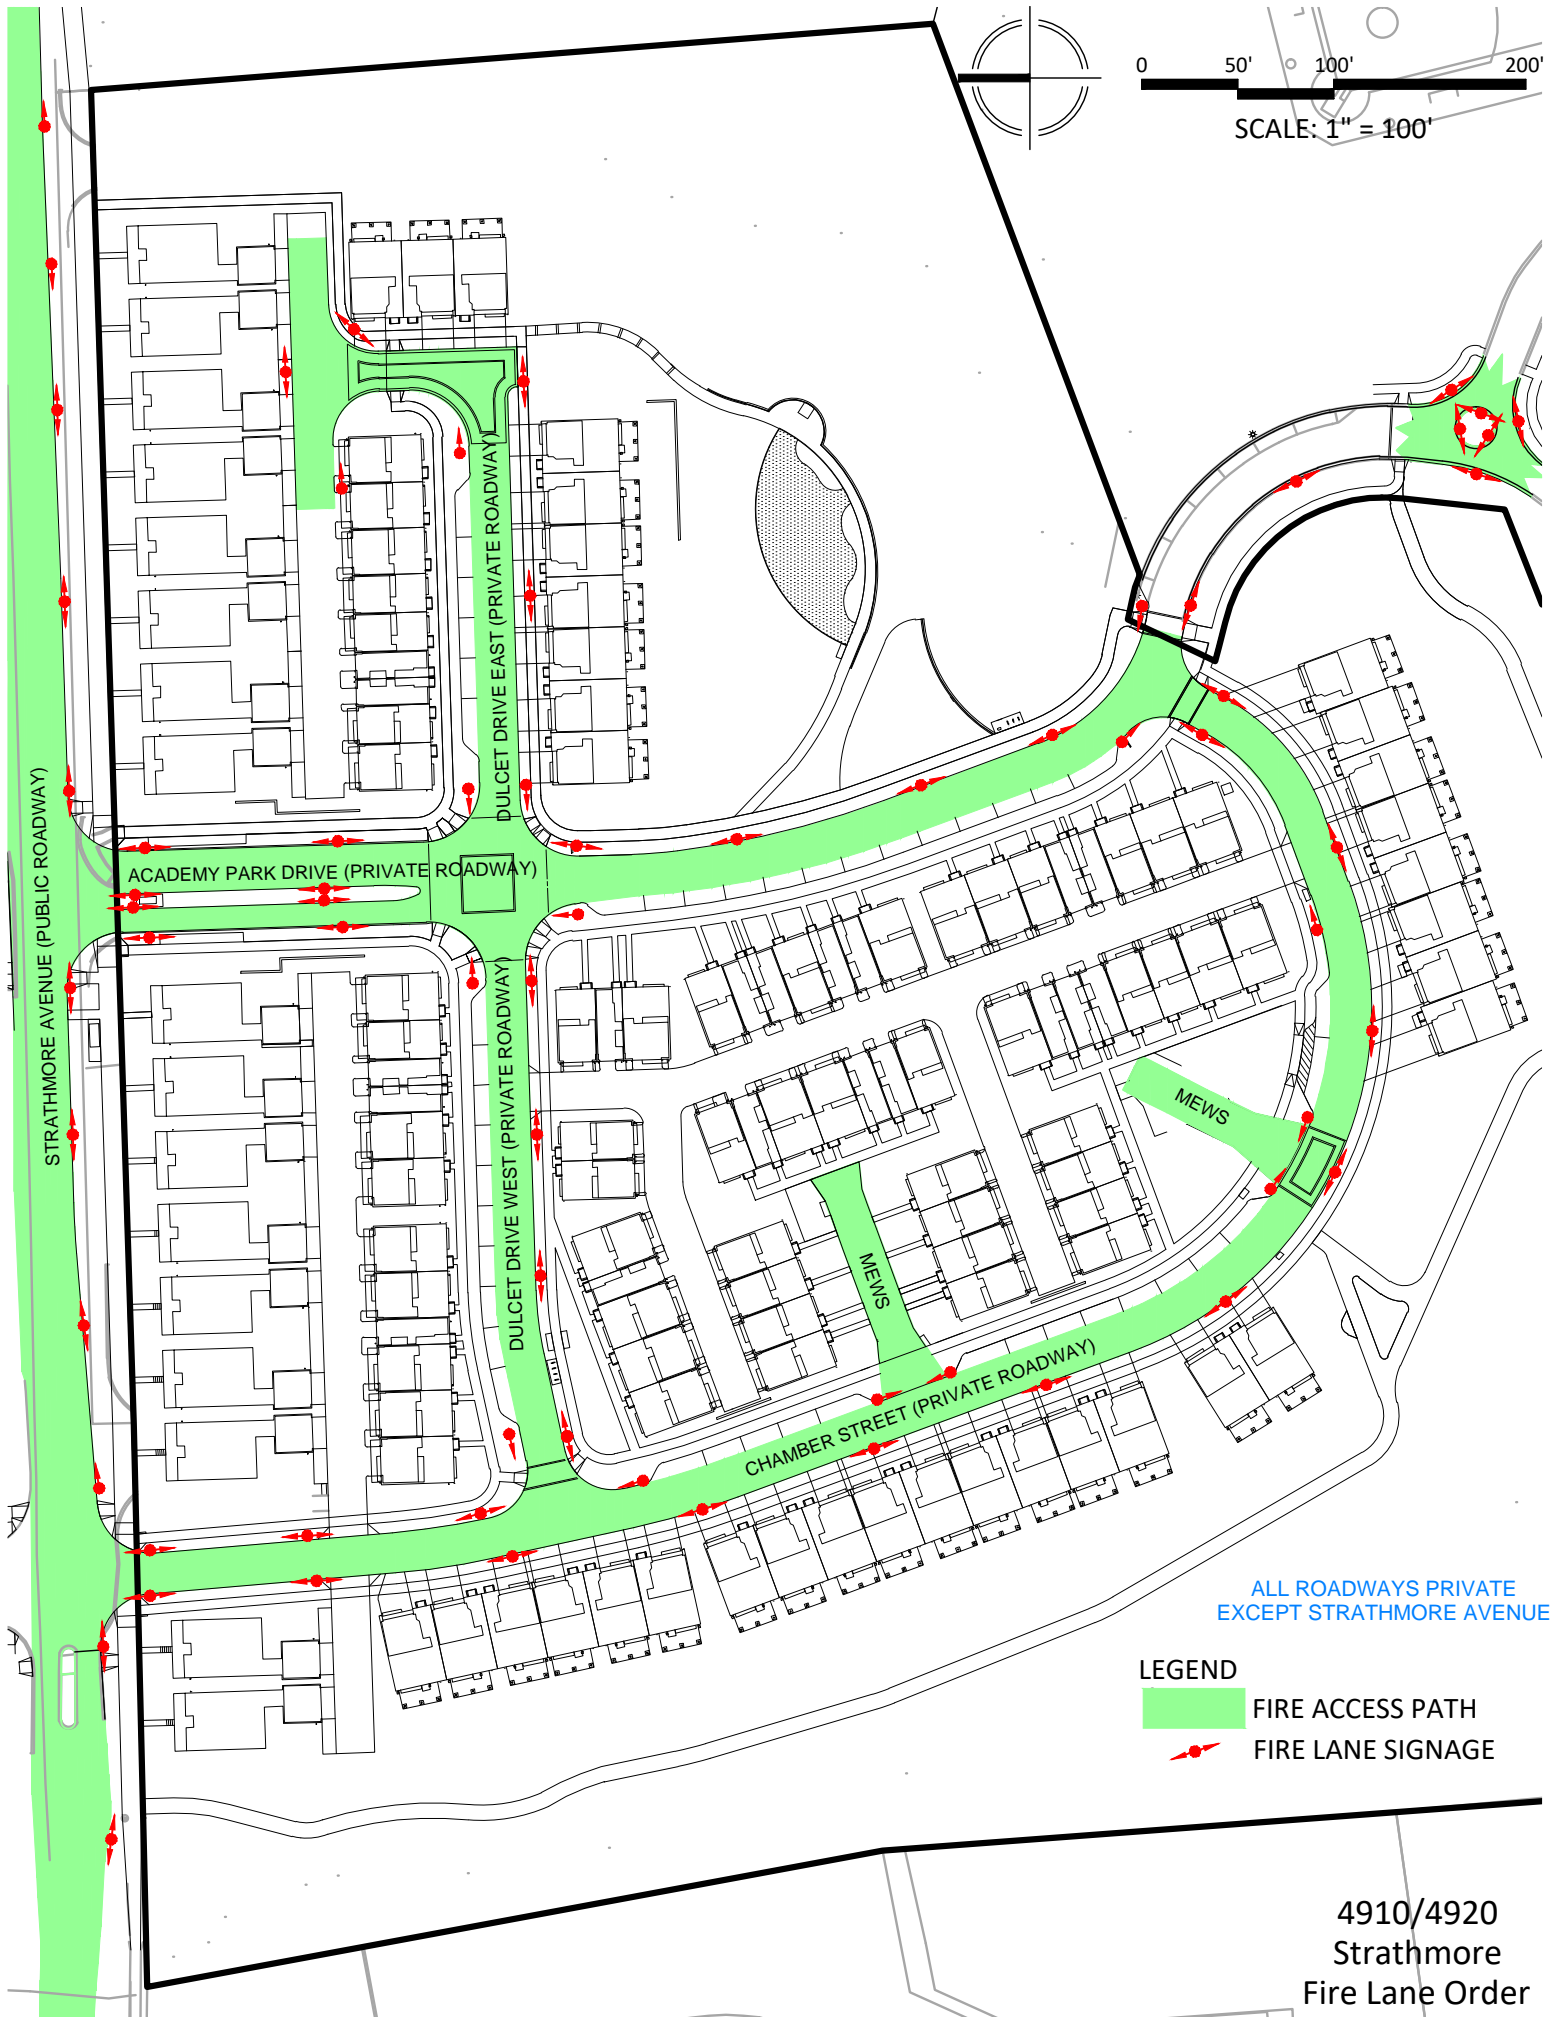 0 50' 100' 200'
SCALE: 1" = 100'
STRATHMORE AVENUE (PUBLIC ROADWAY)
ACADEMY PARK DRIVE (PRIVATE ROADWAY)
DULCET DRIVE EAST (PRIVATE ROADWAY)
DULCET DRIVE WEST (PRIVATE ROADWAY)
MEWS
MEWS
CHAMBER STREET (PRIVATE ROADWAY)
ALL ROADWAYS PRIVATE
EXCEPT STRATHMORE AVENUE
LEGEND
FIRE ACCESS PATH
FIRE LANE SIGNAGE
4910/4920
Strathmore
Fire Lane Order